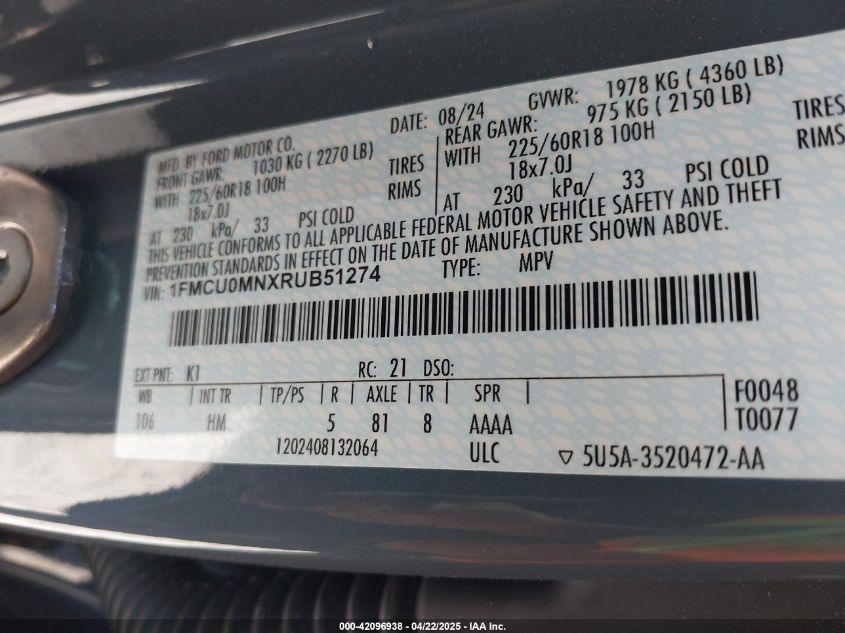 MFD. BY FORD MOTOR CO.
DATE: 08/24 GVWR: 1978 KG ( 4360 LB)
FRONT GAWR: 1030 KG ( 2270 LB)
REAR GAWR: 975 KG ( 2150 LB)
WITH 225/60R18 100H TIRES
WITH 225/60R18 100H TIRES
18x7.0J RIMS
18x7.0J RIMS
AT 230 kPa/ 33 PSI COLD
AT 230 kPa/ 33 PSI COLD
THIS VEHICLE CONFORMS TO ALL APPLICABLE FEDERAL MOTOR VEHICLE SAFETY AND THEFT
PREVENTION STANDARDS IN EFFECT ON THE DATE OF MANUFACTURE SHOWN ABOVE.
VIN: 1FMCU0MNXRUB51274 TYPE: MPV
EXT PNT: K1 RC: 21 DSO:
WB | INT TR | TP/PS | R | AXLE | TR | SPR | F0048
106 HM 5 81 8 AAAA T0077
1202408132064 ULC ▽ 5U5A-3520472-AA
000-42096938 - 04/22/2025 - IAA Inc.